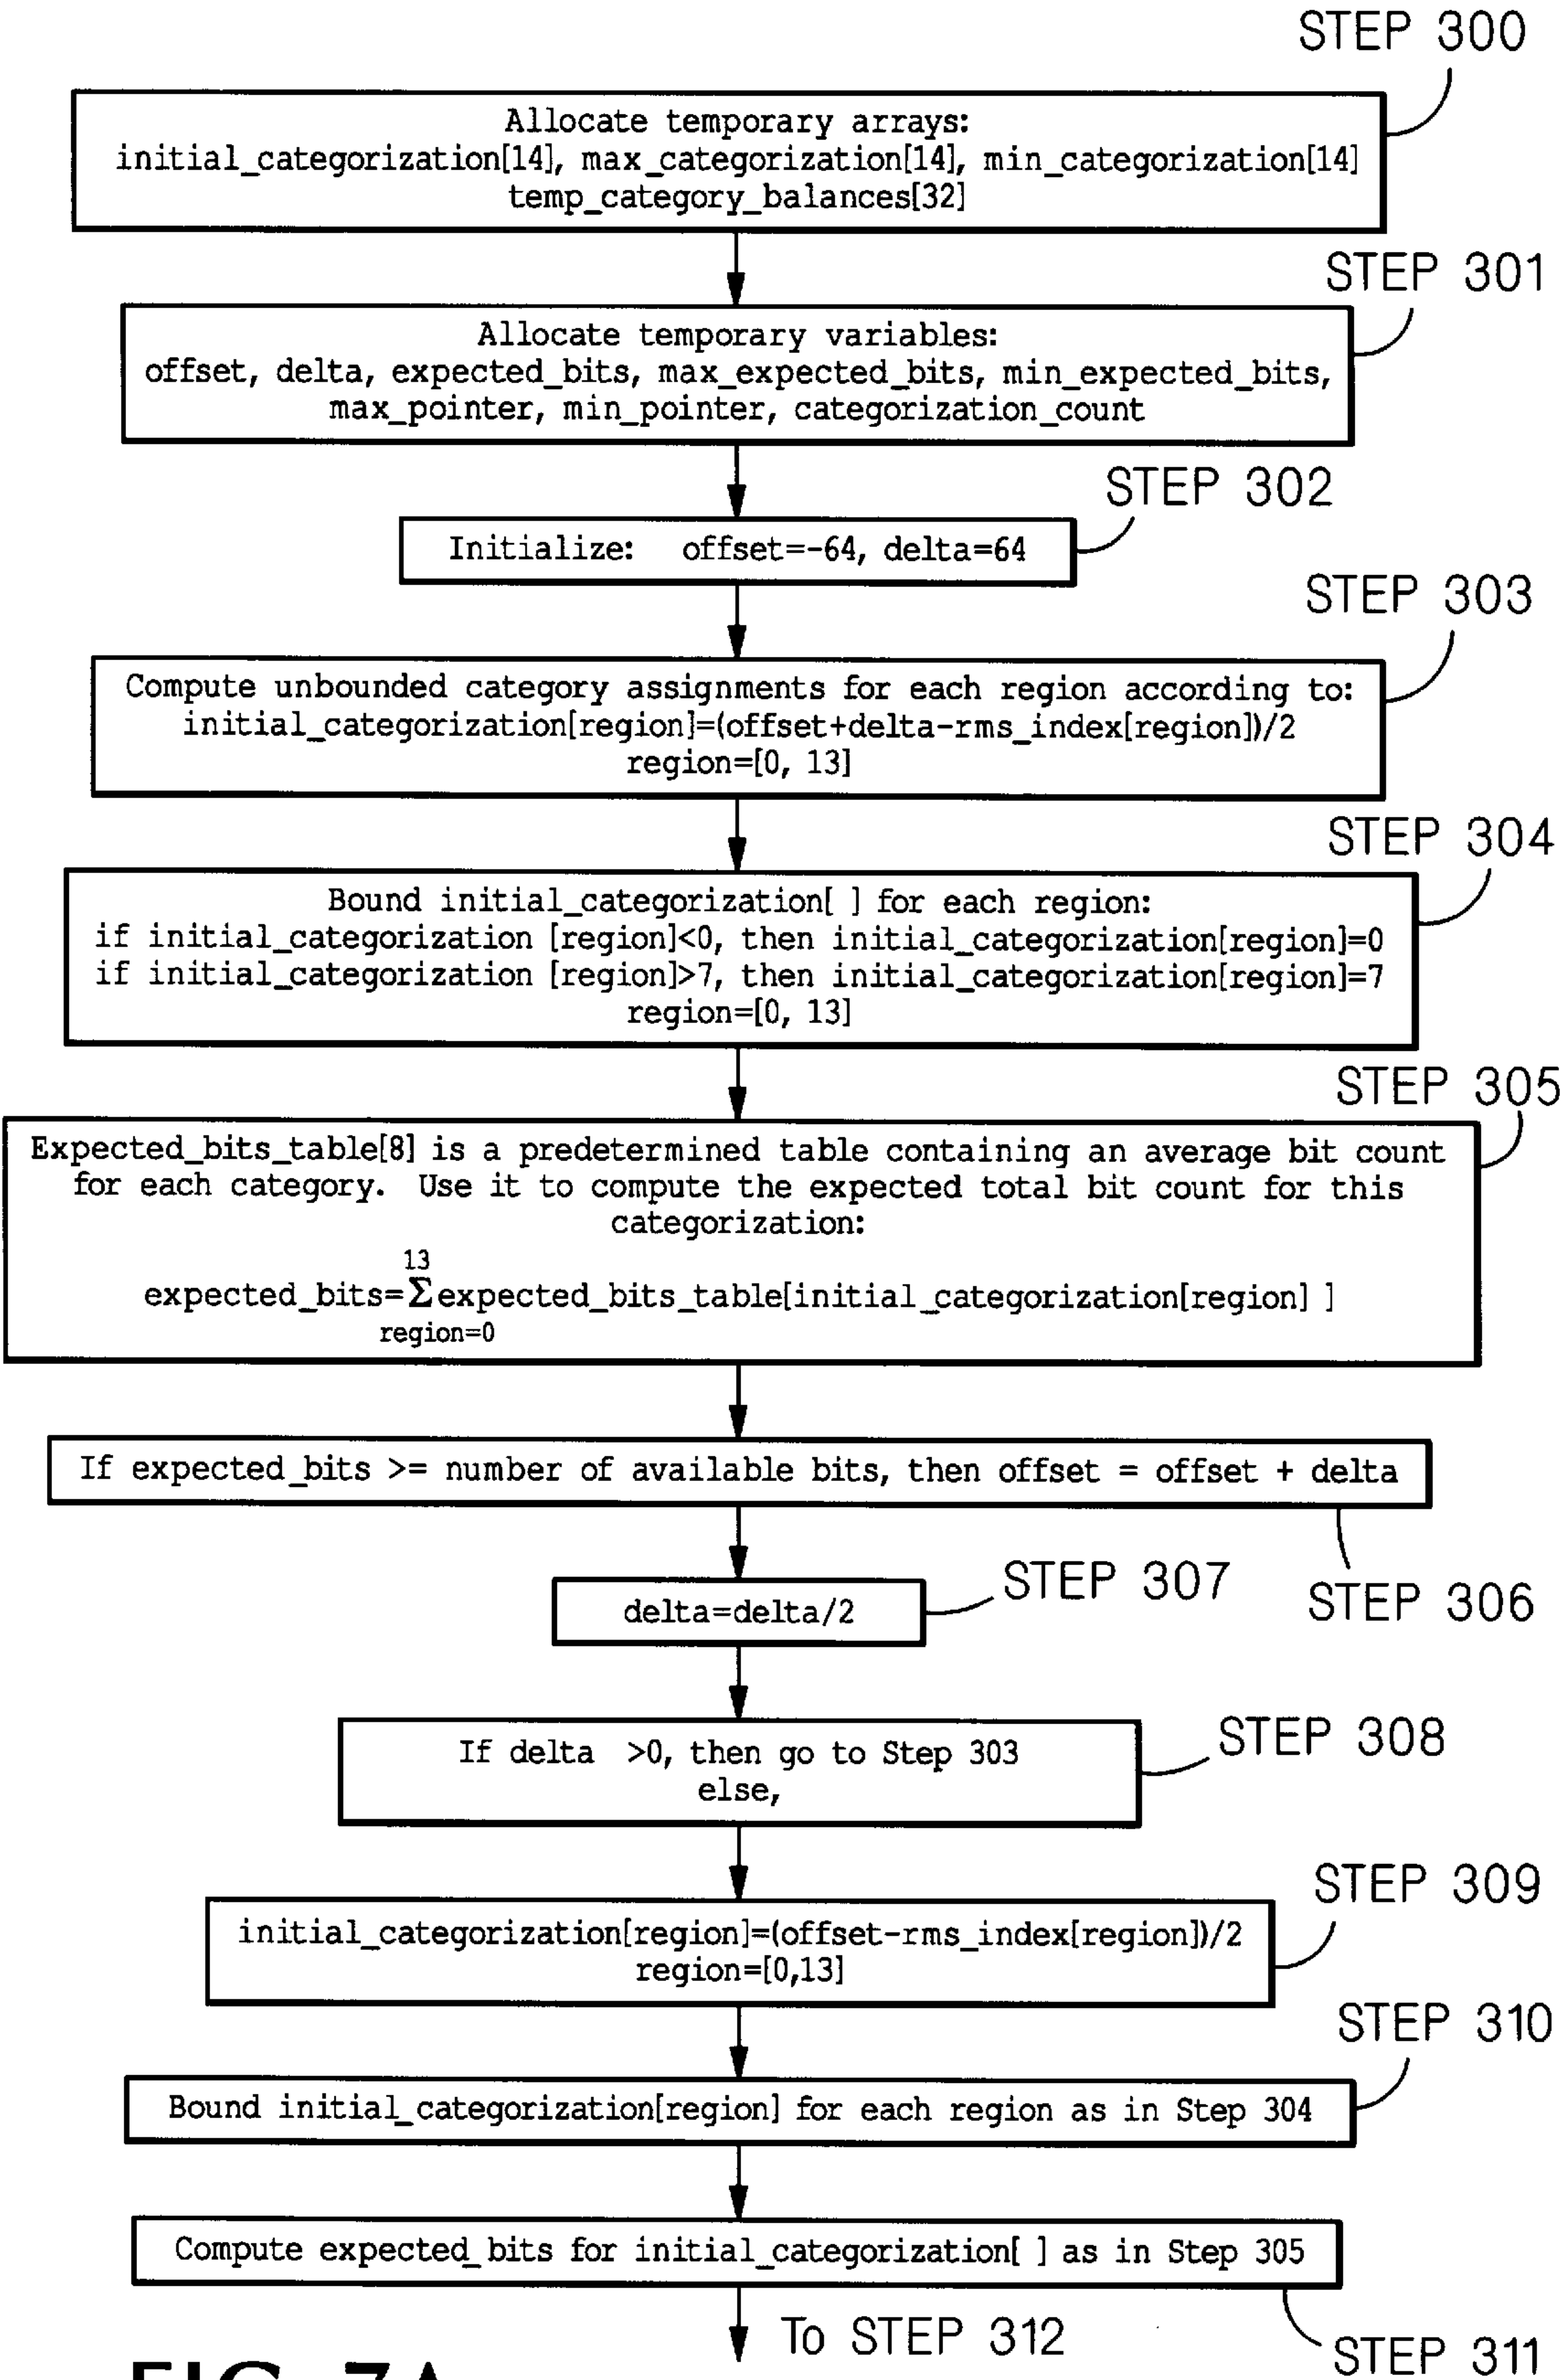 STEP 300
Allocate temporary arrays:
initial_categorization[14], max_categorization[14], min_categorization[14]
temp_category_balances[32]
STEP 301
Allocate temporary variables:
offset, delta, expected_bits, max_expected_bits, min_expected_bits,
max_pointer, min_pointer, categorization_count
STEP 302
Initialize: offset=-64, delta=64
STEP 303
Compute unbounded category assignments for each region according to:
initial_categorization[region]=(offset+delta-rms_index[region])/2
region=[0, 13]
STEP 304
Bound initial_categorization[ ] for each region:
if initial_categorization [region]<0, then initial_categorization[region]=0
if initial_categorization [region]>7, then initial_categorization[region]=7
region=[0, 13]
STEP 305
Expected_bits_table[8] is a predetermined table containing an average bit count
for each category. Use it to compute the expected total bit count for this
categorization:
13
expected_bits=Σexpected_bits_table[initial_categorization[region] ]
region=0
If expected_bits >= number of available bits, then offset = offset + delta
STEP 306
delta=delta/2
STEP 307
If delta >0, then go to Step 303
else,
STEP 308
STEP 309
initial_categorization[region]=(offset-rms_index[region])/2
region=[0,13]
STEP 310
Bound initial_categorization[region] for each region as in Step 304
Compute expected_bits for initial_categorization[ ] as in Step 305
To STEP 312
STEP 311
FIG. 7A